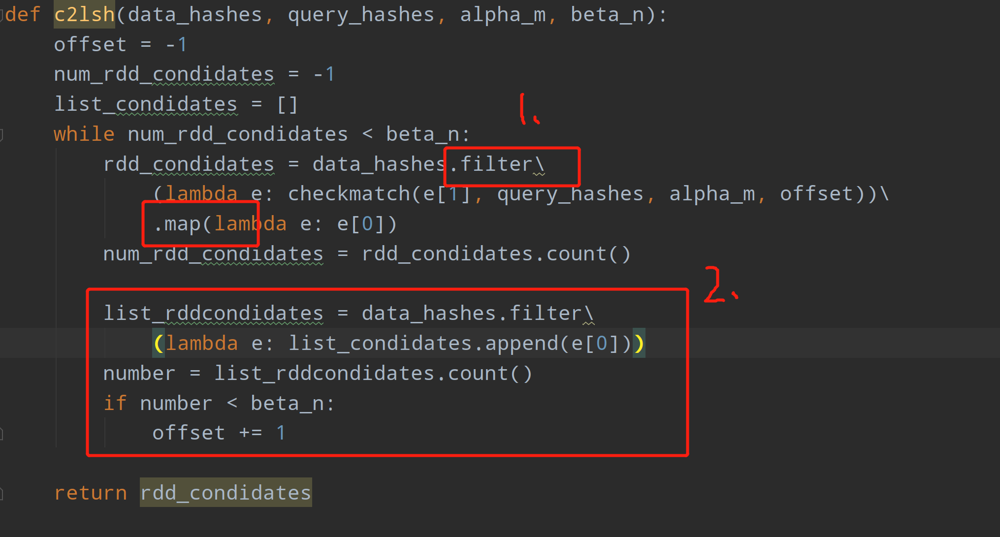 def c2lsh(data_hashes, query_hashes, alpha_m, beta_n):
    offset = -1
    num_rdd_condidates = -1
    list_condidates = []
1.
    while num_rdd_condidates < beta_n:
        rdd_condidates = data_hashes.filter\
            (lambda e: checkmatch(e[1], query_hashes, alpha_m, offset))\
            .map(lambda e: e[0])
        num_rdd_condidates = rdd_condidates.count()
2.
        list_rddcondidates = data_hashes.filter\
            (lambda e: list_condidates.append(e[0]))
        number = list_rddcondidates.count()
        if number < beta_n:
            offset += 1
    return rdd_condidates